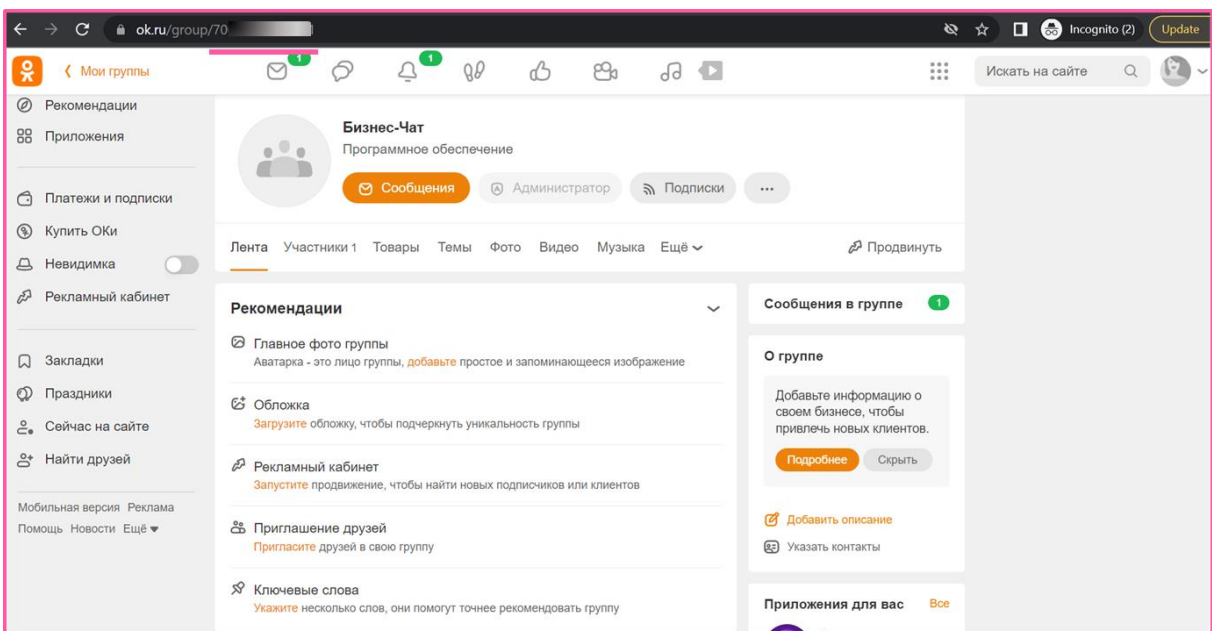 ok.ru/group/70
Incognito (2)
Update
Мои группы
1
1
Искать на сайте
Рекомендации
Приложения
Платежи и подписки
Купить ОКи
Невидимка
Рекламный кабинет
Закладки
Праздники
Сейчас на сайте
Найти друзей
Мобильная версия Реклама
Помощь Новости Ещё
Бизнес-Чат
Программное обеспечение
Сообщения Администратор Подписки ...
Лента Участники 1 Товары Темы Фото Видео Музыка Ещё Продвинуть
Рекомендации
Главное фото группы
Аватарка - это лицо группы, добавьте простое и запоминающееся изображение
Обложка
Загрузите обложку, чтобы подчеркнуть уникальность группы
Рекламный кабинет
Запустите продвижение, чтобы найти новых подписчиков или клиентов
Приглашение друзей
Пригласите друзей в свою группу
Ключевые слова
Укажите несколько слов, они помогут точнее рекомендовать группу
Сообщения в группе 1
О группе
Добавьте информацию о
своем бизнесе, чтобы
привлечь новых клиентов.
Подробнее Скрыть
Добавить описание
Указать контакты
Приложения для вас Все